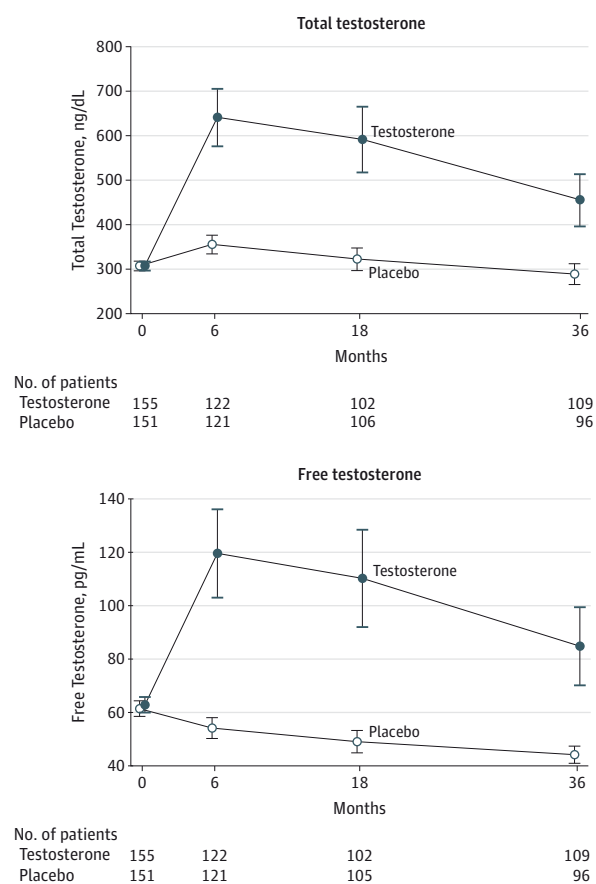 Total testosterone
800
700
600
500
400
300
200
Total Testosterone, ng/dL
Testosterone
Placebo
0 6 18 36
Months
No. of patients
Testosterone 155 122 102 109
Placebo 151 121 106 96
Free testosterone
140
120
100
80
60
40
Free Testosterone, pg/mL
Testosterone
Placebo
0 6 18 36
Months
No. of patients
Testosterone 155 122 102 109
Placebo 151 121 105 96